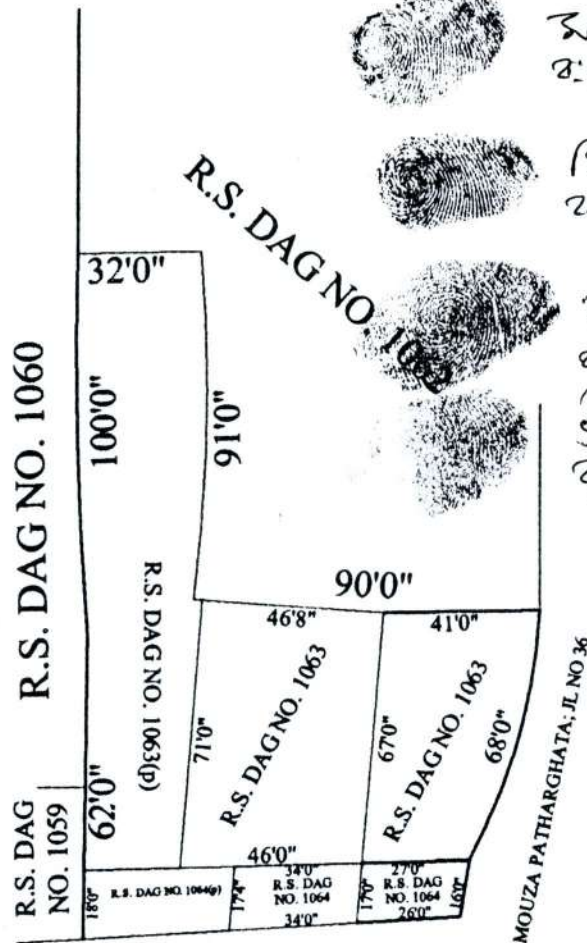 R.S. DAG NO. 1060
R.S. DAG
NO. 1059
R.S. DAG NO. 1062
32'0"
100'0"
91'0"
62'0"
R.S. DAG NO. 1063(p)
90'0"
46'8"
41'0"
71'0"
R.S. DAG NO. 1063
67'0"
R.S. DAG NO. 1063
68'0"
46'0"
18'0"
R.S. DAG NO. 1064(p)
17'4"
34'0"
R.S. DAG
NO. 1064
34'0"
17'0"
27'0"
R.S. DAG
NO. 1064
26'0"
16'0"
MOUZA PATHARGHATA; JL NO 36